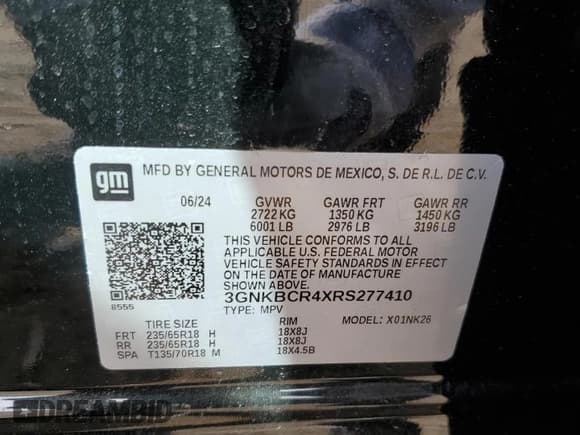 gm
MFD BY GENERAL MOTORS DE MEXICO, S. DE R.L. DE C.V.
06/24 GVWR GAWR FRT GAWR RR
2722 KG 1350 KG 1450 KG
6001 LB 2976 LB 3196 LB
THIS VEHICLE CONFORMS TO ALL
APPLICABLE U.S. FEDERAL MOTOR
VEHICLE SAFETY STANDARDS IN EFFECT
ON THE DATE OF MANUFACTURE
SHOWN ABOVE.
3GNKBCR4XRS277410
8555 TYPE: MPV MODEL: X01NK26
TIRE SIZE RIM
FRT 235/65R18 H 18X8J
RR 235/65R18 H 18X8J
SPA T135/70R18 M 18X4.5B
DREAMBID